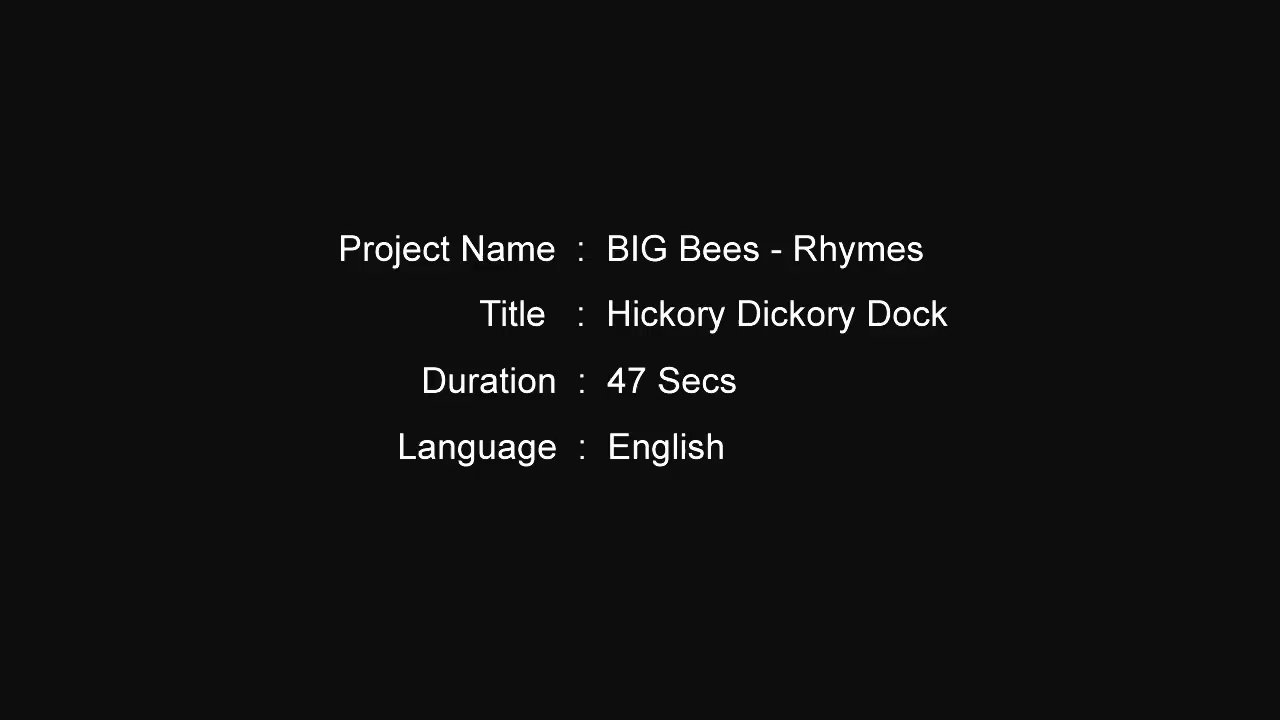 Project Name : BIG Bees - Rhymes
Title : Hickory Dickory Dock
Duration : 47 Secs
Language : English